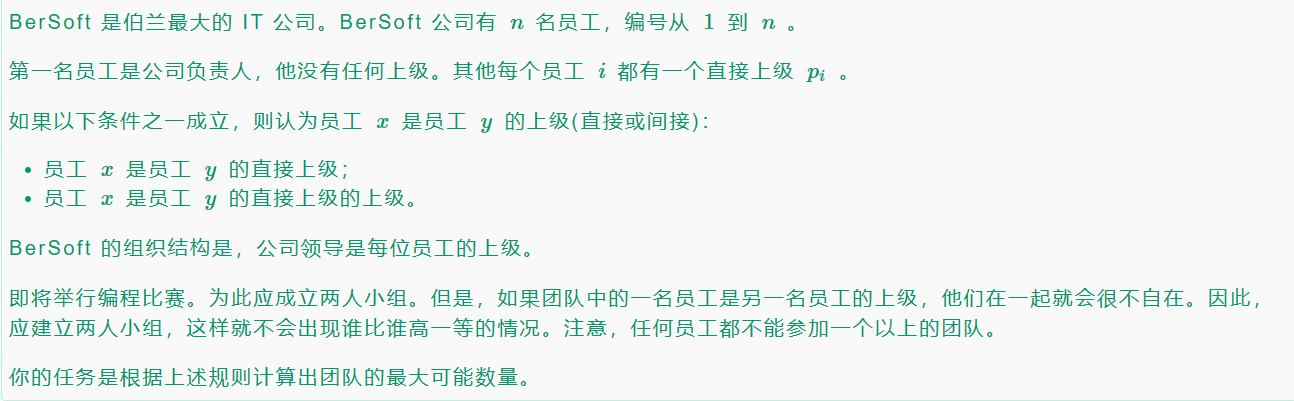 BerSoft 是伯兰最大的 IT 公司。BerSoft 公司有 n 名员工，编号从 1 到 n 。
第一名员工是公司负责人，他没有任何上级。其他每个员工 i 都有一个直接上级 pᵢ 。
如果以下条件之一成立，则认为员工 x 是员工 y 的上级(直接或间接)：
• 员工 x 是员工 y 的直接上级；
• 员工 x 是员工 y 的直接上级的上级。
BerSoft 的组织结构是，公司领导是每位员工的上级。
即将举行编程比赛。为此应成立两人小组。但是，如果团队中的一名员工是另一名员工的上级，他们在一起就会很不自在。因此，
应建立两人小组，这样就不会出现谁比谁高一等的情况。注意，任何员工都不能参加一个以上的团队。
你的任务是根据上述规则计算出团队的最大可能数量。